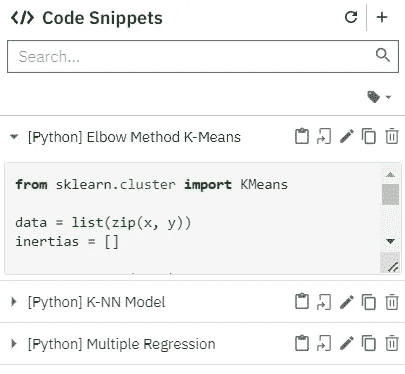 </> Code Snippets
Search...
[Python] Elbow Method K-Means
from sklearn.cluster import KMeans
data = list(zip(x, y))
inertias = []
[Python] K-NN Model
[Python] Multiple Regression